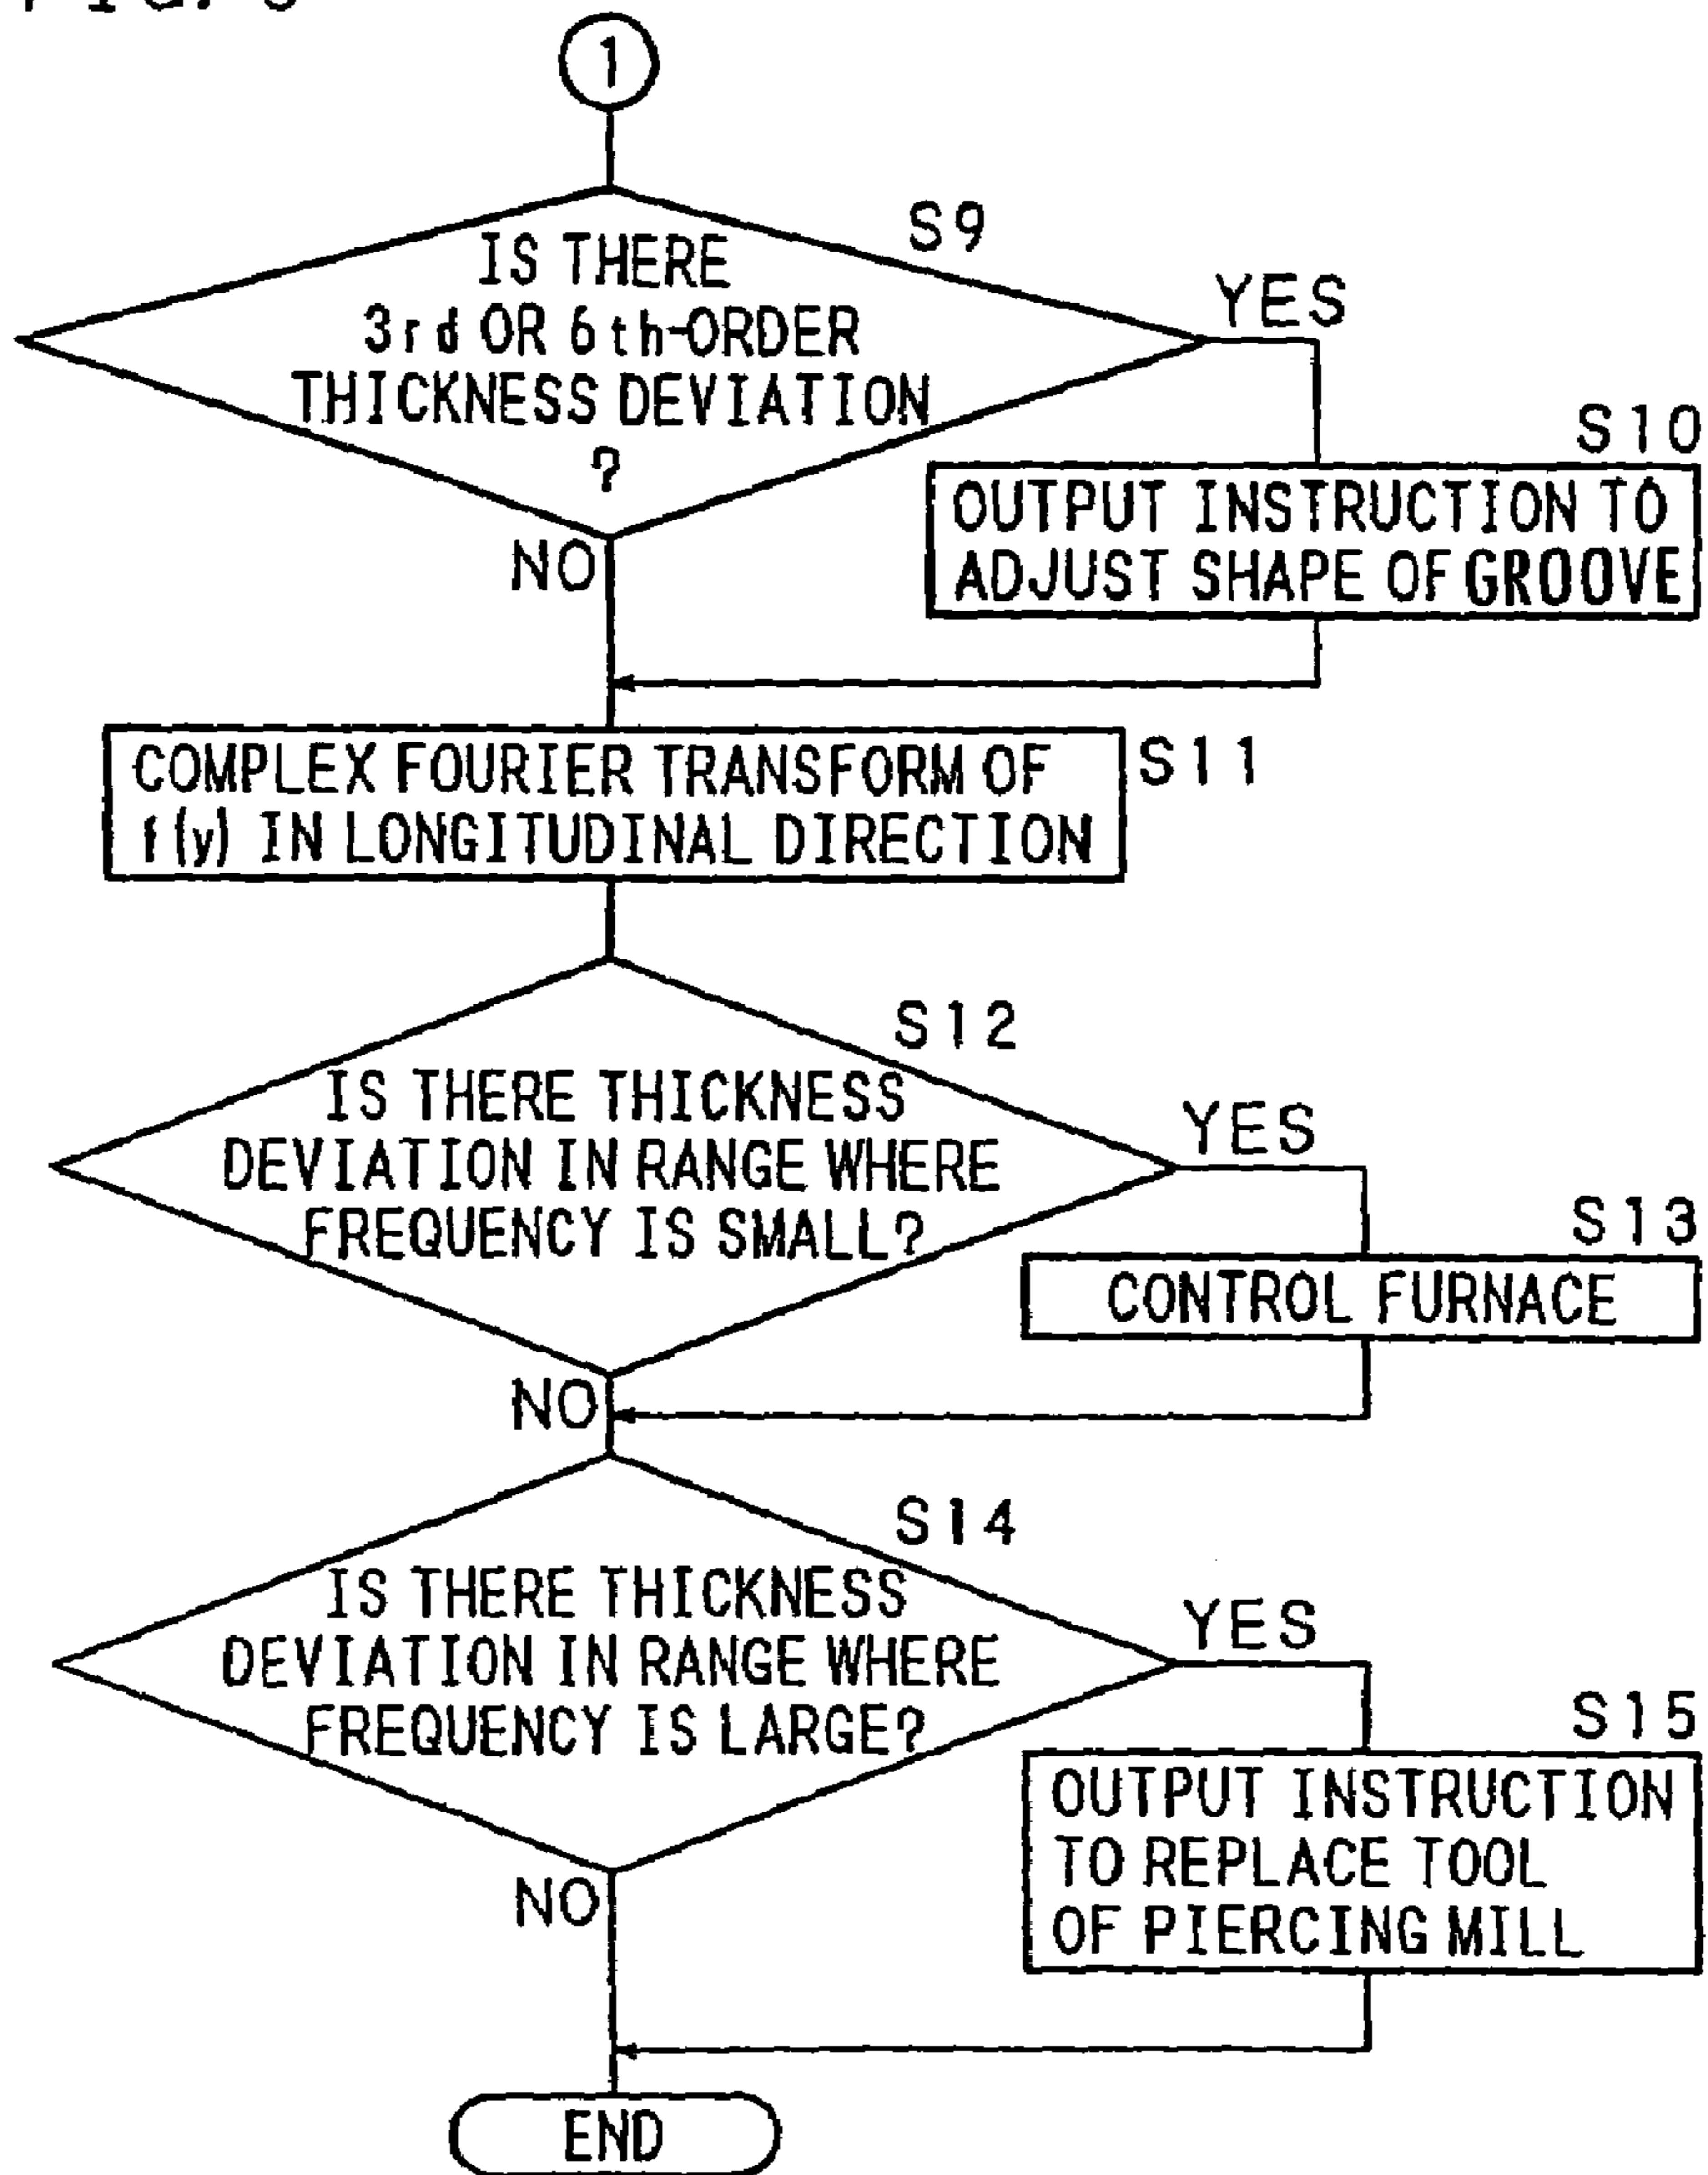 1
S9
IS THERE
3rd OR 6th-ORDER
THICKNESS DEVIATION
?
YES
NO
S10
OUTPUT INSTRUCTION TO
ADJUST SHAPE OF GROOVE
COMPLEX FOURIER TRANSFORM OF
f(y) IN LONGITUDINAL DIRECTION
S11
S12
IS THERE THICKNESS
DEVIATION IN RANGE WHERE
FREQUENCY IS SMALL?
YES
NO
S13
CONTROL FURNACE
S14
IS THERE THICKNESS
DEVIATION IN RANGE WHERE
FREQUENCY IS LARGE?
YES
NO
S15
OUTPUT INSTRUCTION
TO REPLACE TOOL
OF PIERCING MILL
END